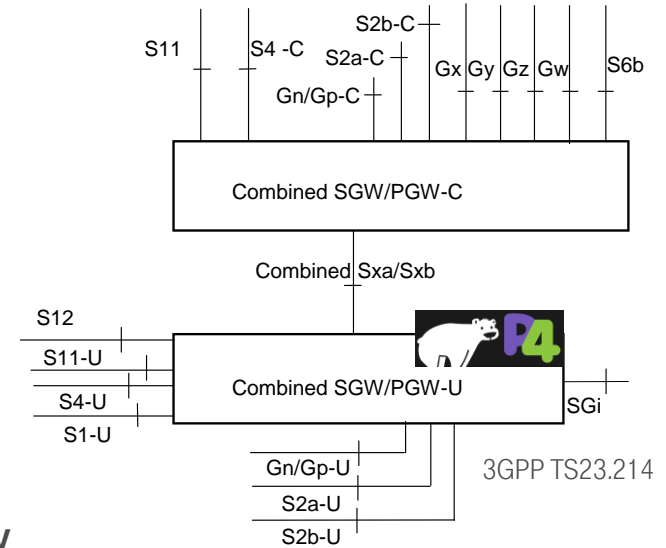 S2b-C
S11
S4 -C
S2a-C
Gx Gy Gz Gw S6b
Gn/Gp-C
Combined SGW/PGW-C
Combined Sxa/Sxb
S12
P4
S11-U
Combined SGW/PGW-U
S4-U
SGi
S1-U
Gn/Gp-U
3GPP TS23.214
S2a-U
S2b-U